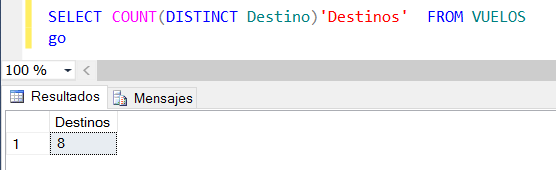 SELECT COUNT(DISTINCT Destino)'Destinos'  FROM VUELOS
go
100 %
Resultados Mensajes
Destinos
1 8